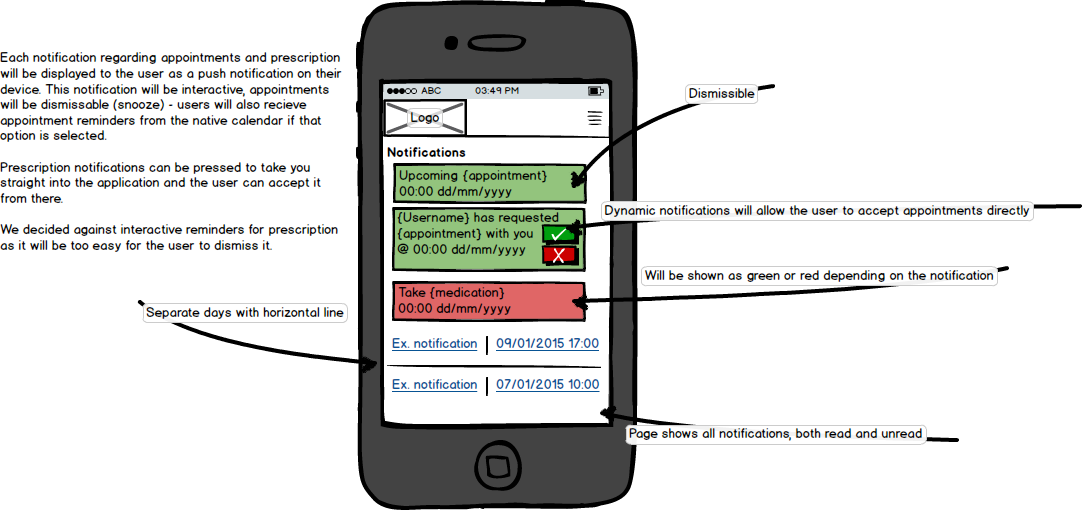 Each notification regarding appointments and prescription
will be displayed to the user as a push notification on their
device. This notification will be interactive, appointments
will be dismissable (snooze) - users will also recieve
appointment reminders from the native calendar if that
option is selected.
Prescription notifications can be pressed to take you
straight into the application and the user can accept it
from there.
We decided against interactive reminders for prescription
as it will be too easy for the user to dismiss it.
Separate days with horizontal line
ABC 03:49 PM
Logo
Notifications
Upcoming {appointment}
00:00 dd/mm/yyyy
{Username} has requested
{appointment} with you
@ 00:00 dd/mm/yyyy
Take {medication}
00:00 dd/mm/yyyy
Ex. notification | 09/01/2015 17:00
Ex. notification | 07/01/2015 10:00
Dismissible
Dynamic notifications will allow the user to accept appointments directly
Will be shown as green or red depending on the notification
Page shows all notifications, both read and unread